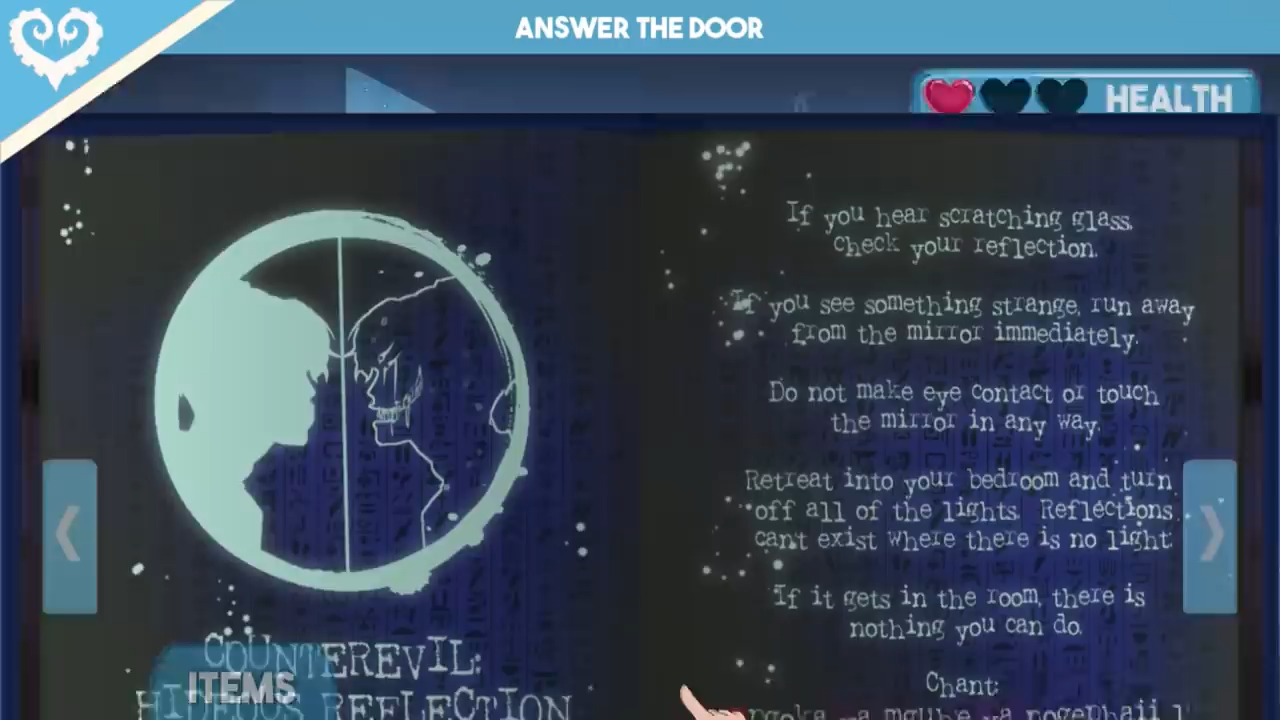 ANSWER THE DOOR
HEALTH
If you hear scratching glass,
check your reflection.
If you see something strange, run away
from the mirror immediately.
Do not make eye contact or touch
the mirror in any way.
Retreat into your bedroom and turn
off all of the lights. Reflections
can't exist where there is no light.
If it gets in the room, there is
nothing you can do.
Chant:
COUNTEREVIL:
HIDEOUS REFLECTION
ITEMS